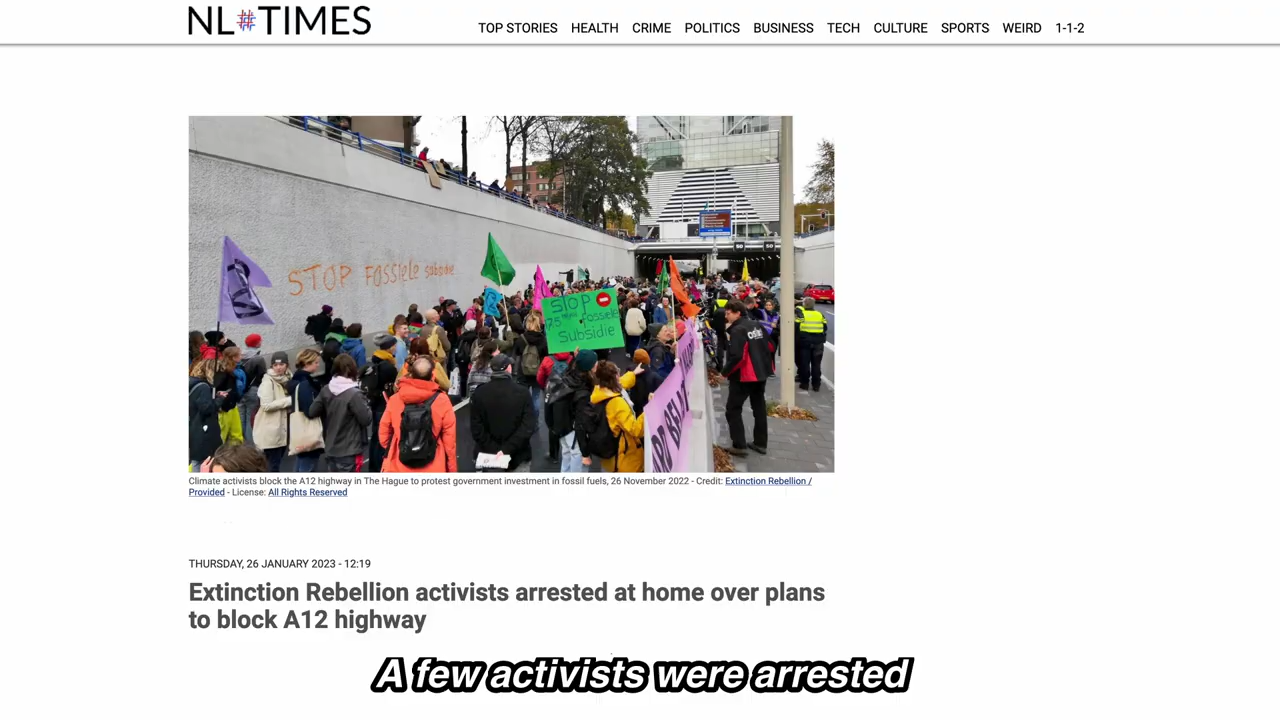 NL#TIMES
TOP STORIES HEALTH CRIME POLITICS BUSINESS TECH CULTURE SPORTS WEIRD 1-1-2
STOP FOSSIELE subsidie
STOP
fossiele
Subsidie
50 50
Climate activists block the A12 highway in The Hague to protest government investment in fossil fuels, 26 November 2022 - Credit: Extinction Rebellion /
Provided - License: All Rights Reserved
THURSDAY, 26 JANUARY 2023 - 12:19
Extinction Rebellion activists arrested at home over plans
to block A12 highway
A few activists were arrested